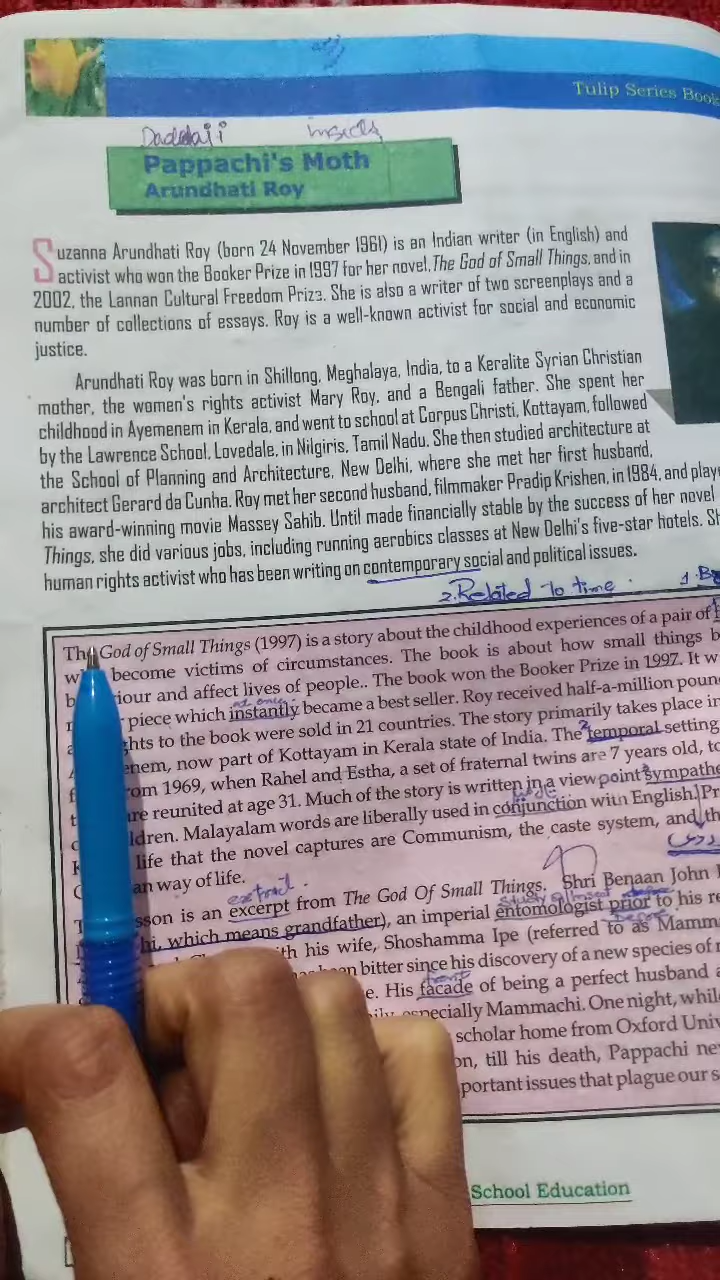 Tulip Series Book
Daddaji insects
Pappachi's Moth
Arundhati Roy
Suzanna Arundhati Roy (born 24 November 1961) is an Indian writer (in English) and
activist who won the Booker Prize in 1997 for her novel, The God of Small Things, and in
2002, the Lannan Cultural Freedom Prize. She is also a writer of two screenplays and a
number of collections of essays. Roy is a well-known activist for social and economic
justice.
Arundhati Roy was born in Shillong, Meghalaya, India, to a Keralite Syrian Christian
mother, the women's rights activist Mary Roy, and a Bengali father. She spent her
childhood in Ayemenem in Kerala, and went to school at Corpus Christi, Kottayam, followed
by the Lawrence School, Lovedale, in Nilgiris, Tamil Nadu. She then studied architecture at
the School of Planning and Architecture, New Delhi, where she met her first husband,
architect Gerard da Cunha. Roy met her second husband, filmmaker Pradip Krishen, in 1984, and play
his award-winning movie Massey Sahib. Until made financially stable by the success of her novel
Things, she did various jobs, including running aerobics classes at New Delhi's five-star hotels. S
human rights activist who has been writing on contemporary social and political issues.
2. Related to time.
The God of Small Things (1997) is a story about the childhood experiences of a pair of
become victims of circumstances. The book is about how small things b
iour and affect lives of people.. The book won the Booker Prize in 1997. It w
at once
piece which instantly became a best seller. Roy received half-a-million poun
ghts to the book were sold in 21 countries. The story primarily takes place in
enem, now part of Kottayam in Kerala state of India. The temporal setting
om 1969, when Rahel and Estha, a set of fraternal twins are 7 years old, to
re reunited at age 31. Much of the story is written in a view point sympathe
ldren. Malayalam words are liberally used in conjunction with English. Pr
life that the novel captures are Communism, the caste system, and th
an way of life.
extract
sson is an excerpt from The God Of Small Things. Shri Benaan John
hi, which means grandfather), an imperial entomologist prior to his re
before
th his wife, Shoshamma Ipe (referred to as Mamm
en bitter since his discovery of a new species of
front
e. His facade of being a perfect husband a
especially Mammachi. One night, whil
scholar home from Oxford Univ
on, till his death, Pappachi ne
portant issues that plague our s
School Education